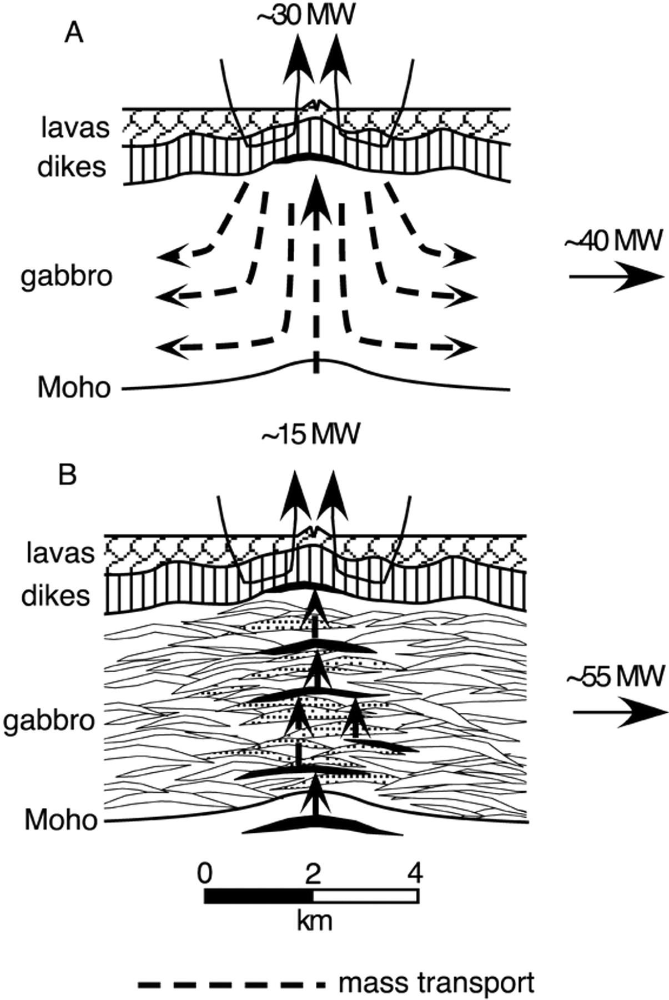 ~30 MW
A
lavas
dikes
~40 MW
gabbro
Moho
~15 MW
B
lavas
dikes
~55 MW
gabbro
Moho
0 2 4
km
mass transport